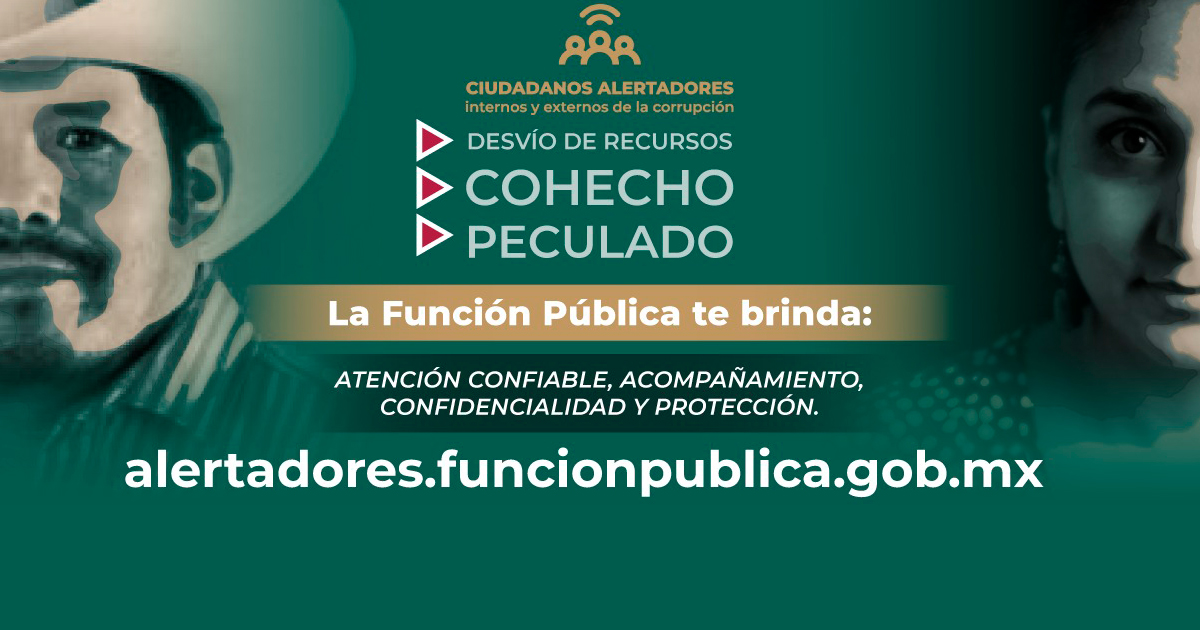 CIUDADANOS ALERTADORES
internos y externos de la corrupción
DESVÍO DE RECURSOS
COHECHO
PECULADO
La Función Pública te brinda:
ATENCIÓN CONFIABLE, ACOMPAÑAMIENTO,
CONFIDENCIALIDAD Y PROTECCIÓN.
alertadores.funcionpublica.gob.mx